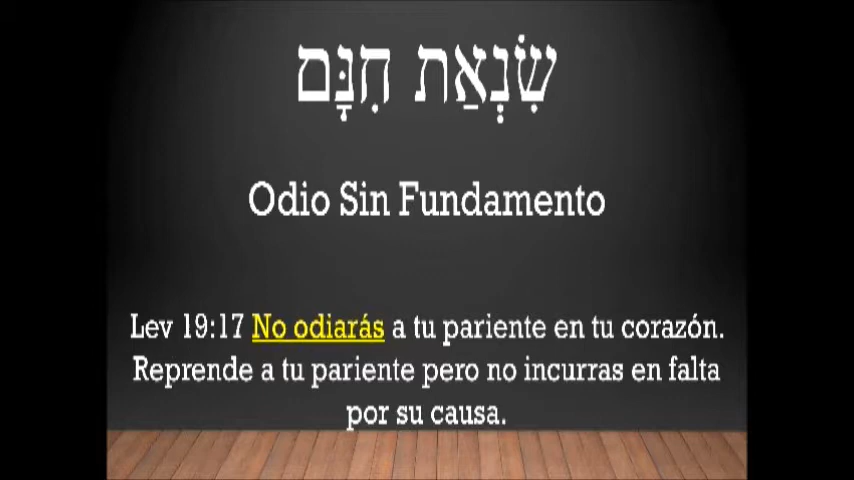 שִׂנְאַת חִנָּם
Odio Sin Fundamento
Lev 19:17 No odiarás a tu pariente en tu corazón.
Reprende a tu pariente pero no incurras en falta
por su causa.